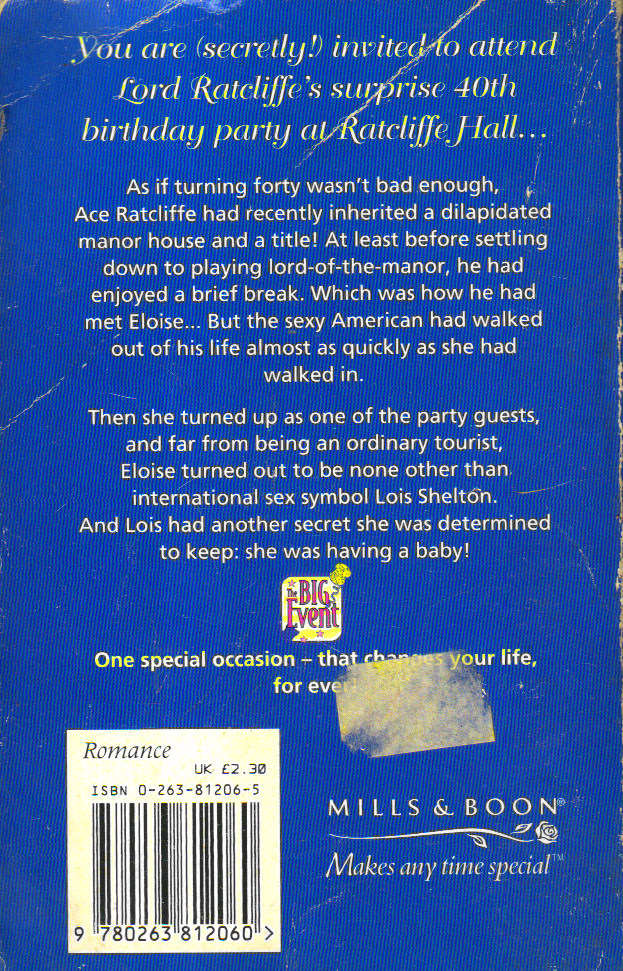 You are (secretly!) invited to attend
Lord Ratcliffe's surprise 40th
birthday party at Ratcliffe Hall...
As if turning forty wasn't bad enough,
Ace Ratcliffe had recently inherited a dilapidated
manor house and a title! At least before settling
down to playing lord-of-the-manor, he had
enjoyed a brief break. Which was how he had
met Eloise... But the sexy American had walked
out of his life almost as quickly as she had
walked in.
Then she turned up as one of the party guests,
and far from being an ordinary tourist,
Eloise turned out to be none other than
international sex symbol Lois Shelton.
And Lois had another secret she was determined
to keep: she was having a baby!
The
BIG
Event
One special occasion – that changes your life,
for ever!
Romance
UK £2.30
ISBN 0-263-81206-5
9 780263 812060 >
MILLS & BOON®
Makes any time special™